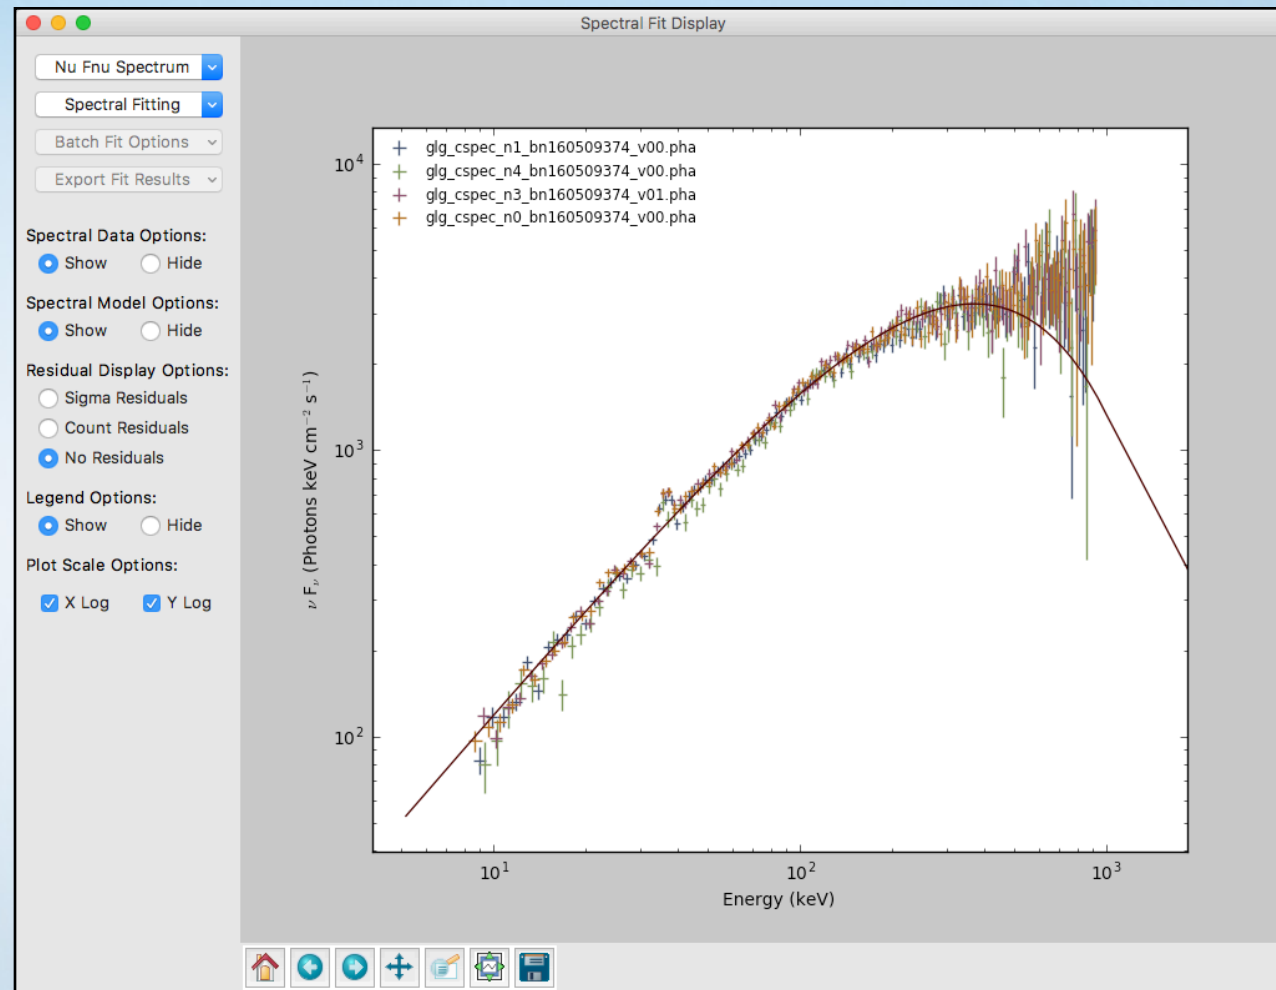 Spectral Fit Display
Nu Fnu Spectrum
Spectral Fitting
Batch Fit Options
Export Fit Results
Spectral Data Options:
Show Hide
Spectral Model Options:
Show Hide
Residual Display Options:
Sigma Residuals
Count Residuals
No Residuals
Legend Options:
Show Hide
Plot Scale Options:
X Log Y Log
glg_cspec_n1_bn160509374_v00.pha
glg_cspec_n4_bn160509374_v00.pha
glg_cspec_n3_bn160509374_v01.pha
glg_cspec_n0_bn160509374_v00.pha
10⁴
10³
10²
ν Fᵥ (Photons keV cm⁻² s⁻¹)
10¹ 10² 10³
Energy (keV)